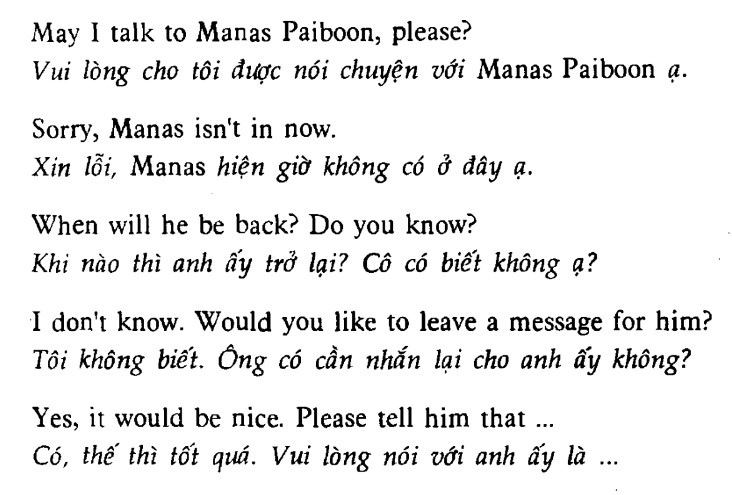 May I talk to Manas Paiboon, please?
Vui lòng cho tôi được nói chuyện với Manas Paiboon ạ.
Sorry, Manas isn't in now.
Xin lỗi, Manas hiện giờ không có ở đây ạ.
When will he be back? Do you know?
Khi nào thì anh ấy trở lại? Cô có biết không ạ?
I don't know. Would you like to leave a message for him?
Tôi không biết. Ông có cần nhắn lại cho anh ấy không?
Yes, it would be nice. Please tell him that ...
Có, thế thì tốt quá. Vui lòng nói với anh ấy là ...